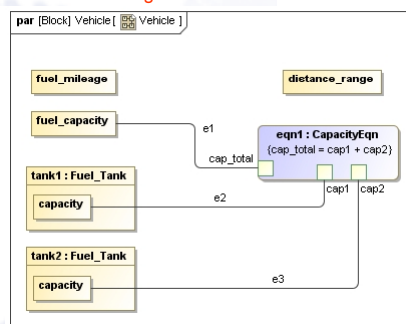 par [Block] Vehicle [ Vehicle ]
fuel_mileage
distance_range
fuel_capacity
e1
eqn1 : CapacityEqn
{cap_total = cap1 + cap2}
cap_total
tank1 : Fuel_Tank
cap1
cap2
capacity
e2
tank2 : Fuel_Tank
capacity
e3